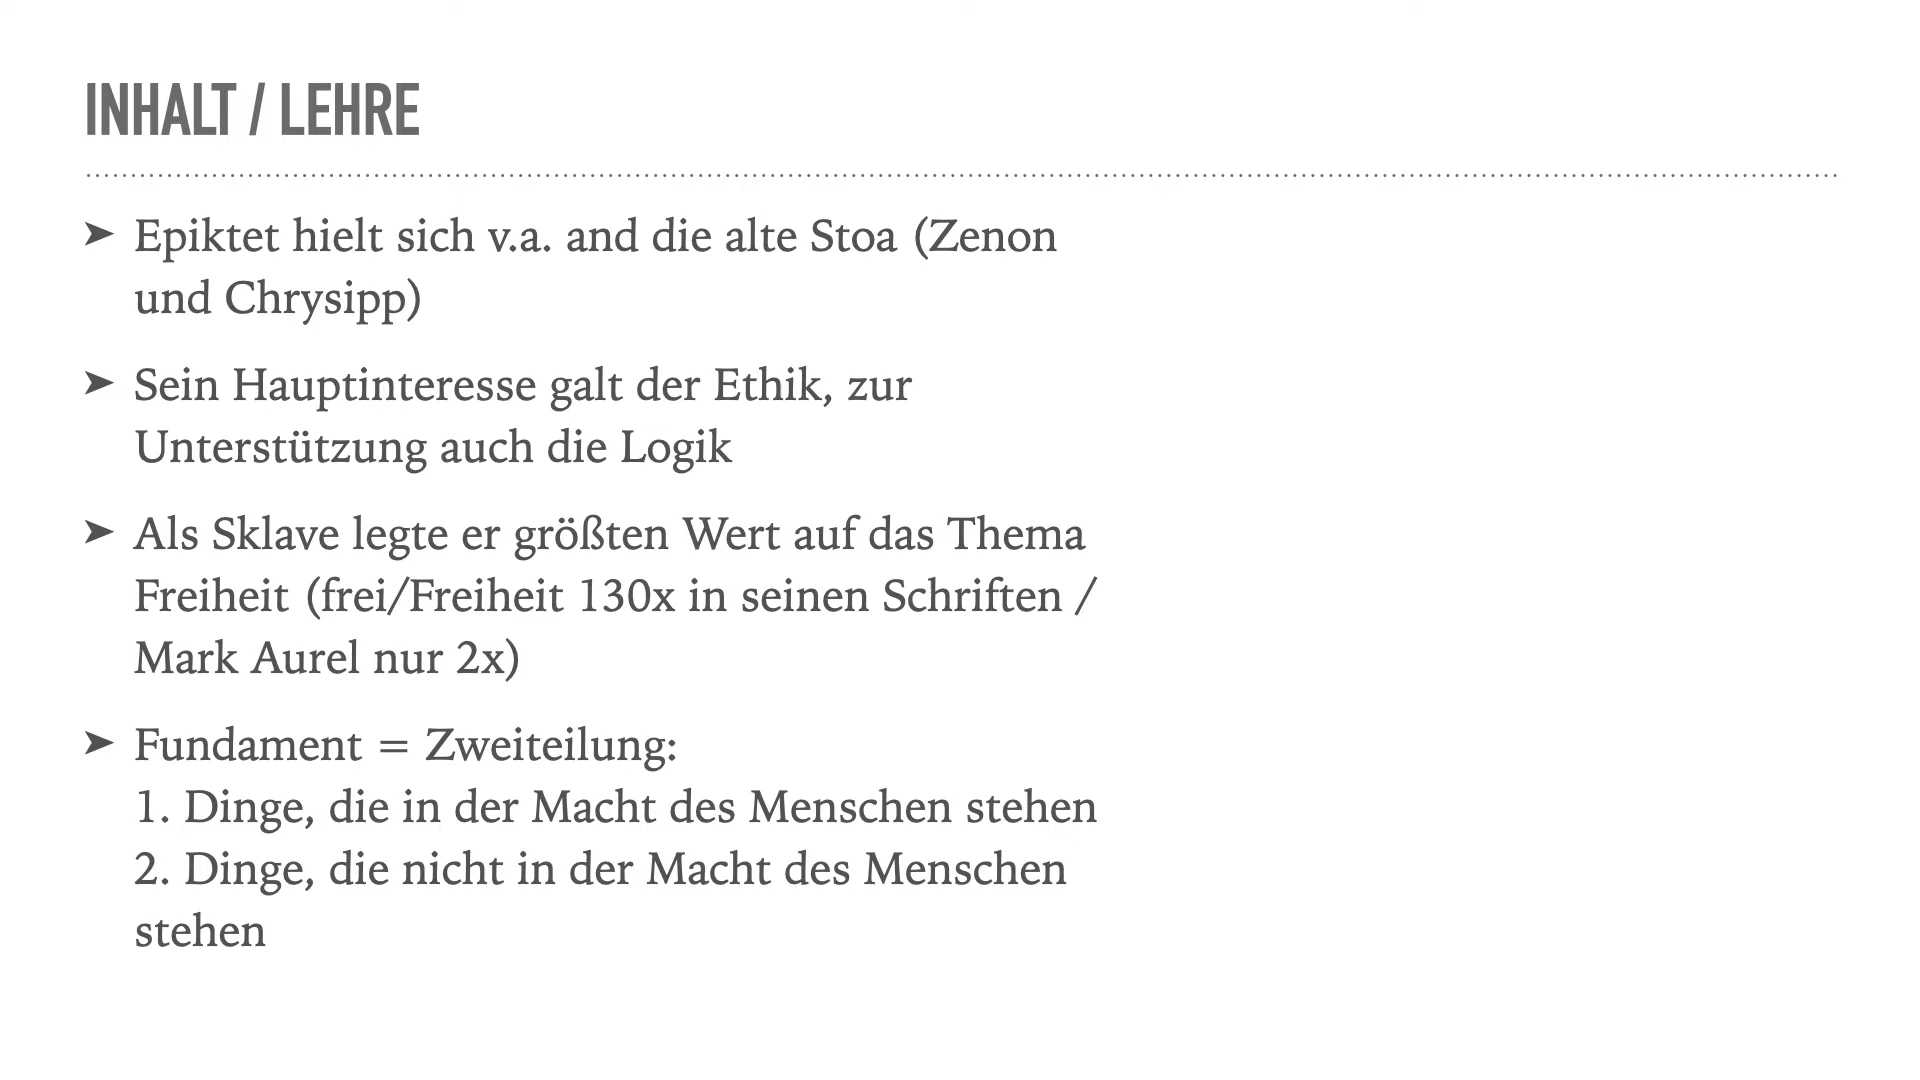 INHALT / LEHRE
➤ Epiktet hielt sich v.a. and die alte Stoa (Zenon
und Chrysipp)
➤ Sein Hauptinteresse galt der Ethik, zur
Unterstützung auch die Logik
➤ Als Sklave legte er größten Wert auf das Thema
Freiheit (frei/Freiheit 130x in seinen Schriften /
Mark Aurel nur 2x)
➤ Fundament = Zweiteilung:
1. Dinge, die in der Macht des Menschen stehen
2. Dinge, die nicht in der Macht des Menschen
stehen